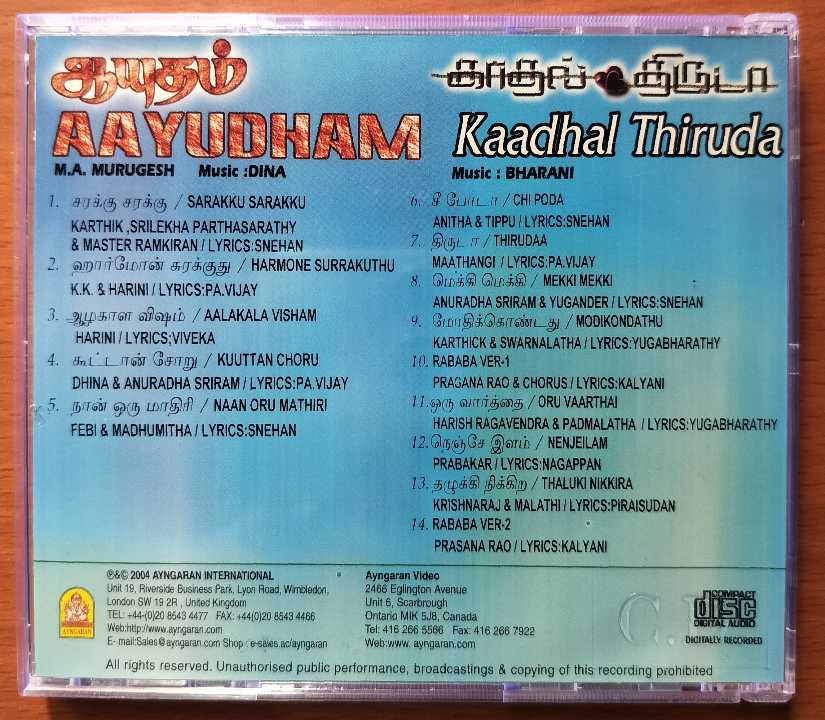 ஆயுதம்
AAYUDHAM
M.A. MURUGESH Music :DINA
1. சரக்கு சரக்கு / SARAKKU SARAKKU
KARTHIK ,SRILEKHA PARTHASARATHY
& MASTER RAMKIRAN / LYRICS:SNEHAN
2. ஹார்மோன் சுரக்குது / HARMONE SURRAKUTHU
K.K. & HARINI / LYRICS:PA.VIJAY
3. ஆழகால விஷம் / AALAKALA VISHAM
HARINI / LYRICS;VIVEKA
4. கூட்டான் சோறு / KUUTTAN CHORU
DHINA & ANURADHA SRIRAM / LYRICS:PA.VIJAY
5. நான் ஒரு மாதிரி / NAAN ORU MATHIRI
FEBI & MADHUMITHA / LYRICS:SNEHAN
காதல் திருடா
Kaadhal Thiruda
Music : BHARANI
6. சீ போடா / CHI PODA
ANITHA & TIPPU / LYRICS:SNEHAN
7. திருடா / THIRUDAA
MAATHANGI / LYRICS:PA.VIJAY
8. மெக்கி மெக்கி / MEKKI MEKKI
ANURADHA SRIRAM & YUGANDER / LYRICS:SNEHAN
9. மோதிக்கொண்டது / MODIKONDATHU
KARTHICK & SWARNALATHA / LYRICS:YUGABHARATHY
10. RABABA VER-1
PRAGANA RAO & CHORUS / LYRICS:KALYANI
11. ஒரு வார்த்தை / ORU VAARTHAI
HARISH RAGAVENDRA & PADMALATHA / LYRICS:YUGABHARATHY
12. நெஞ்சே இளம் / NENJEILAM
PRABAKAR / LYRICS:NAGAPPAN
13. தழுக்கி நிக்கிற / THALUKI NIKKIRA
KRISHNARAJ & MALATHI / LYRICS:PIRAISUDAN
14. RABABA VER-2
PRASANA RAO / LYRICS:KALYANI
AYNGARAN
℗&© 2004 AYNGARAN INTERNATIONAL
Unit 19, Riverside Business Park, Lyon Road, Wimbledon,
London SW 19 2R , United Kingdom
TEL: +44-(0)20 8543 4477 FAX: +44(0)20 8543 4466
Web:http://www.ayngaran.com
E- mail:Sales@ayngaran.com Shop : e-sales.ac/ayngaran
Ayngaran Video
2466 Eglington Avenue
Unit 6, Scarbrough
Ontario MIK 5J8, Canada
Tel: 416 266 5566 Fax: 416 266 7922
Web:www. ayngaran.com
COMPACT
disc
DIGITAL AUDIO
DIGITALLY RECORDED
All rights reserved. Unauthorised public performance, broadcastings & copying of this recording prohibited